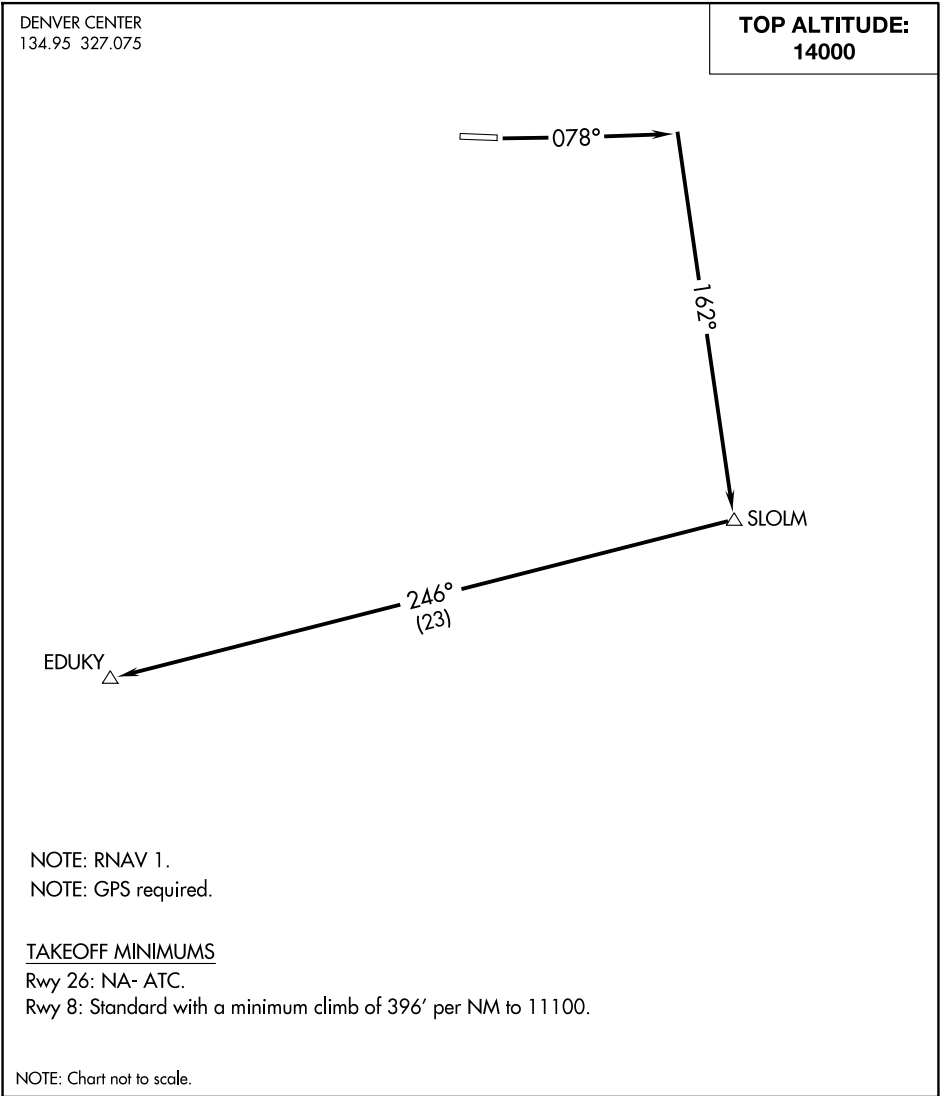 DENVER CENTER
134.95 327.075
TOP ALTITUDE:
14000
078°
162°
SLOLM
246°
(23)
EDUKY
NOTE: RNAV 1.
NOTE: GPS required.
TAKEOFF MINIMUMS
Rwy 26: NA- ATC.
Rwy 8: Standard with a minimum climb of 396' per NM to 11100.
NOTE: Chart not to scale.